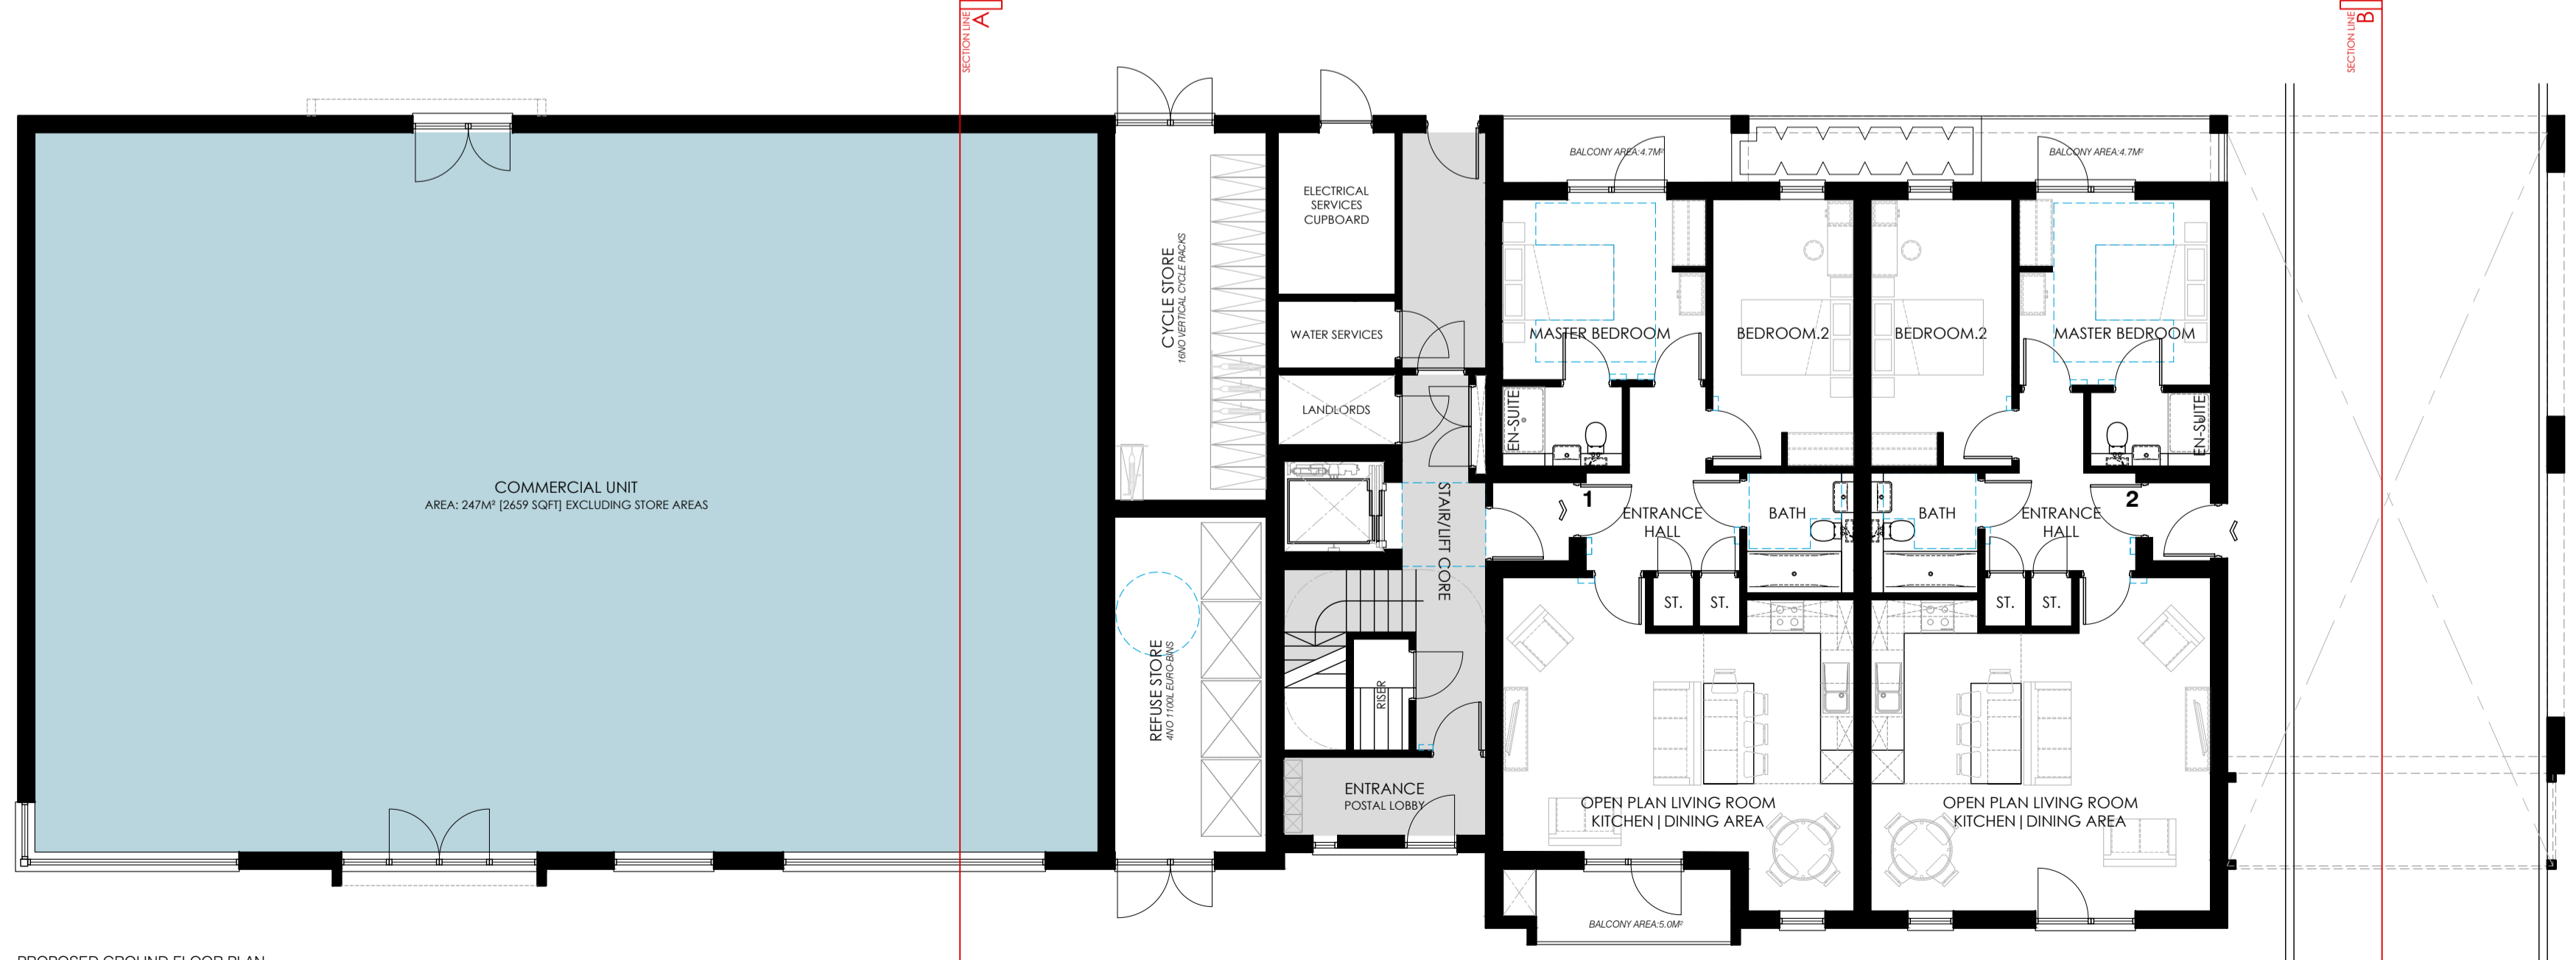 SECTION LINE
A
SECTION LINE
B
BALCONY AREA:4.7M²
BALCONY AREA:4.7M²
ELECTRICAL
SERVICES
CUPBOARD
CYCLE STORE
16NO VERTICAL CYCLE RACKS
WATER SERVICES
MASTER BEDROOM
BEDROOM.2
BEDROOM.2
MASTER BEDROOM
LANDLORDS
EN-SUITE
EN-SUITE
COMMERCIAL UNIT
AREA: 247M² [2659 SQFT] EXCLUDING STORE AREAS
STAIR/LIFT CORE
1
ENTRANCE
HALL
BATH
BATH
ENTRANCE
HALL
2
ST.
ST.
ST.
ST.
REFUSE STORE
4NO 1100L EURO-BINS
RISER
ENTRANCE
POSTAL LOBBY
OPEN PLAN LIVING ROOM
KITCHEN|DINING AREA
OPEN PLAN LIVING ROOM
KITCHEN|DINING AREA
BALCONY AREA:5.0M²
PROPOSED GROUND FLOOR PLAN